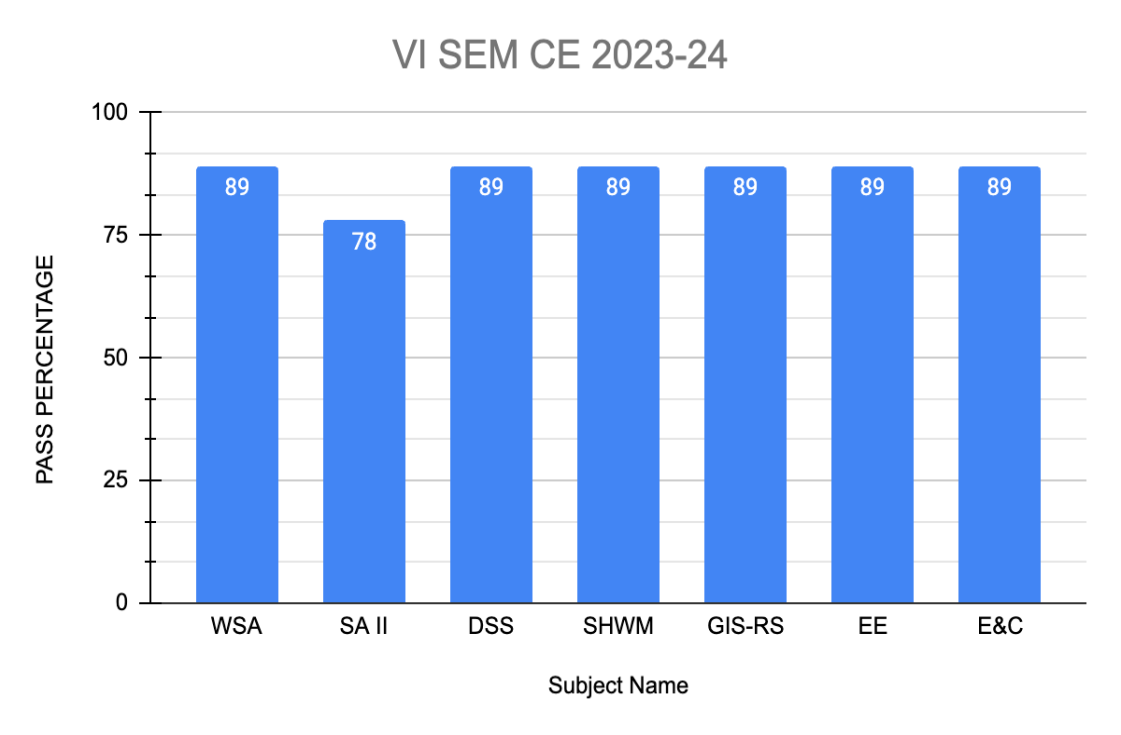 VI SEM CE 2023-24
100
75
50
25
0
PASS PERCENTAGE
89
78
89
89
89
89
89
WSA
SA II
DSS
SHWM
GIS-RS
EE
E&C
Subject Name